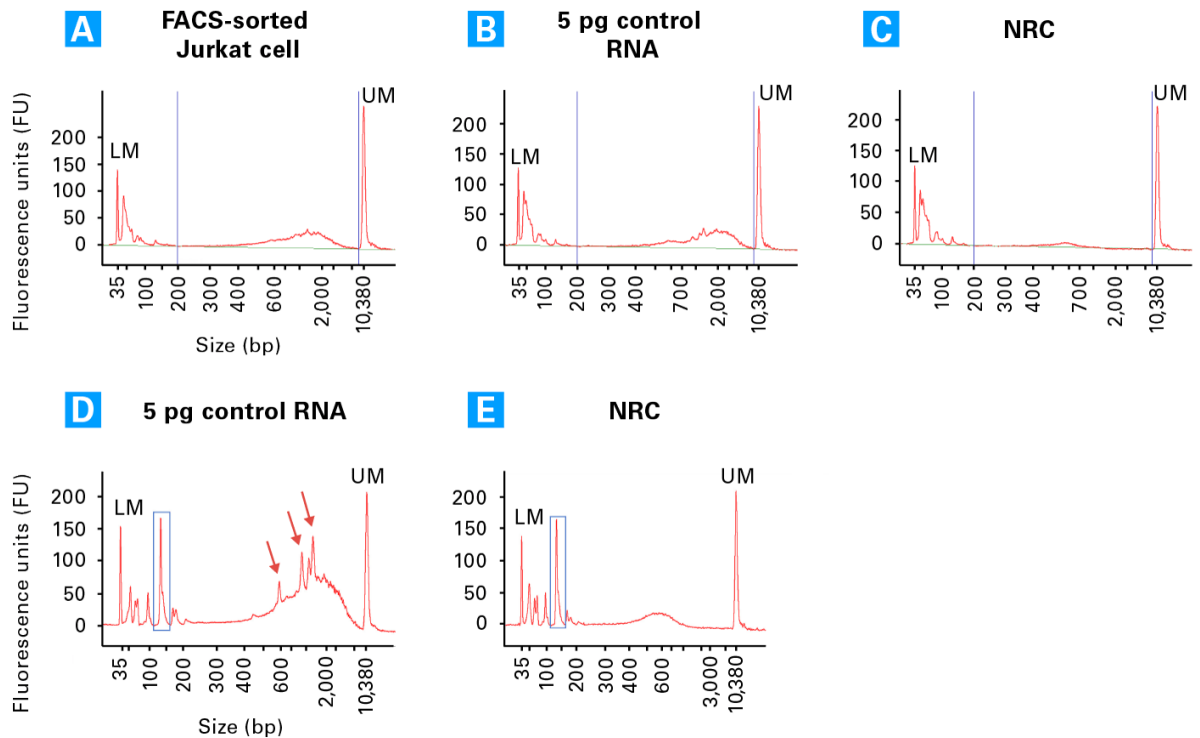 A
FACS-sorted
Jurkat cell
B
5 pg control
RNA
C
NRC
Fluorescence units (FU)
200
150
100
50
0
LM
UM
35
100
200
300
400
600
2,000
10,380
Size (bp)
200
150
100
50
0
LM
UM
35
100
200
300
400
700
2,000
10,380
200
150
100
50
0
LM
UM
35
100
200
300
400
700
2,000
10,380
D
5 pg control RNA
E
NRC
Fluorescence units (FU)
200
150
100
50
0
LM
UM
35
100
200
300
400
600
2,000
10,380
Size (bp)
200
150
100
50
0
LM
UM
35
100
200
300
400
600
3,000
10,380